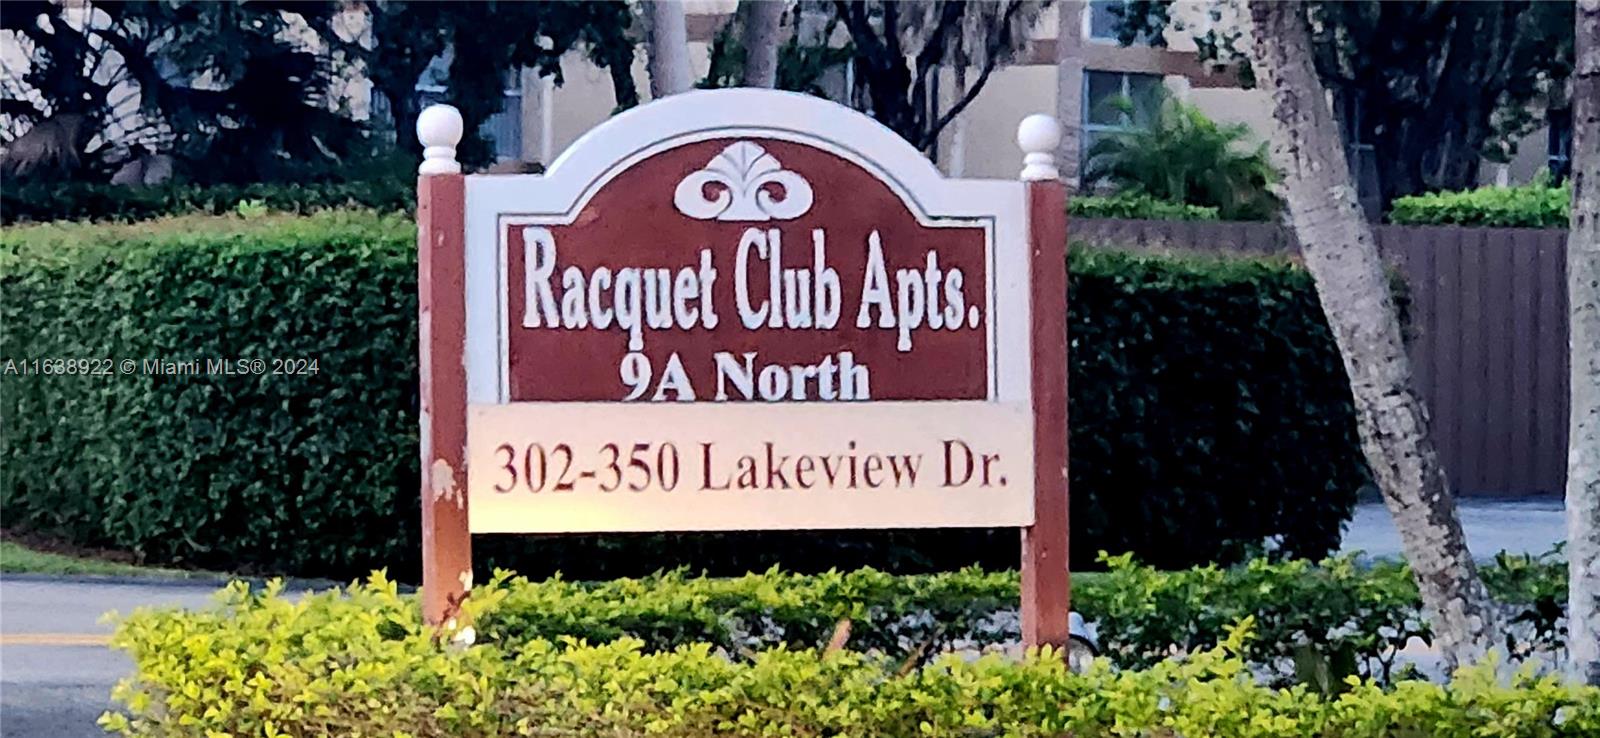 Racquet Club Apts.
9A North
302-350 Lakeview Dr.
A11638922 © Miami MLS® 2024